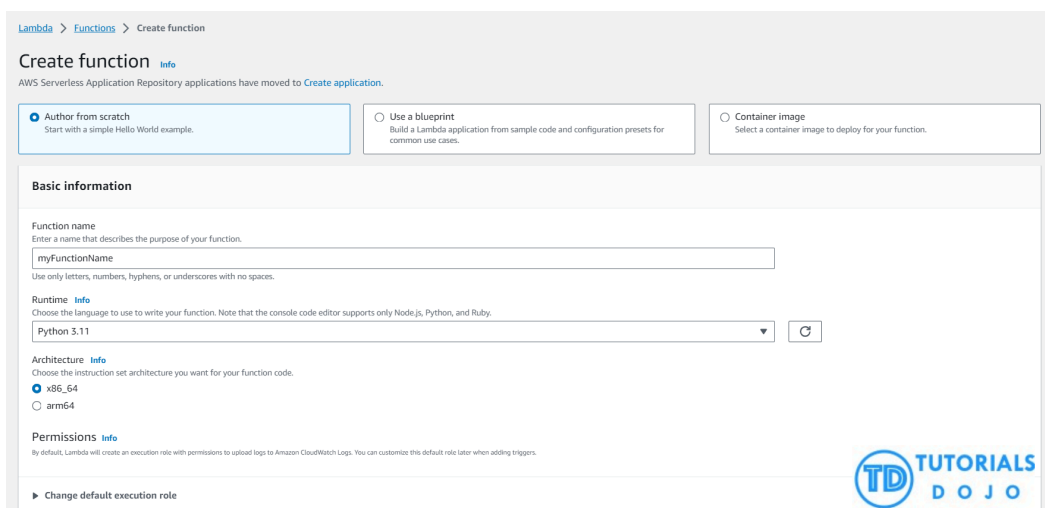 Lambda > Functions > Create function
Create function Info
AWS Serverless Application Repository applications have moved to Create application.
Author from scratch
Start with a simple Hello World example.
Use a blueprint
Build a Lambda application from sample code and configuration presets for
common use cases.
Container image
Select a container image to deploy for your function.
Basic information
Function name
Enter a name that describes the purpose of your function.
myFunctionName
Use only letters, numbers, hyphens, or underscores with no spaces.
Runtime Info
Choose the language to use to write your function. Note that the console code editor supports only Node.js, Python, and Ruby.
Python 3.11
Architecture Info
Choose the instruction set architecture you want for your function code.
x86_64
arm64
Permissions Info
By default, Lambda will create an execution role with permissions to upload logs to Amazon CloudWatch Logs. You can customize this default role later when adding triggers.
Change default execution role
TD TUTORIALS
DOJO